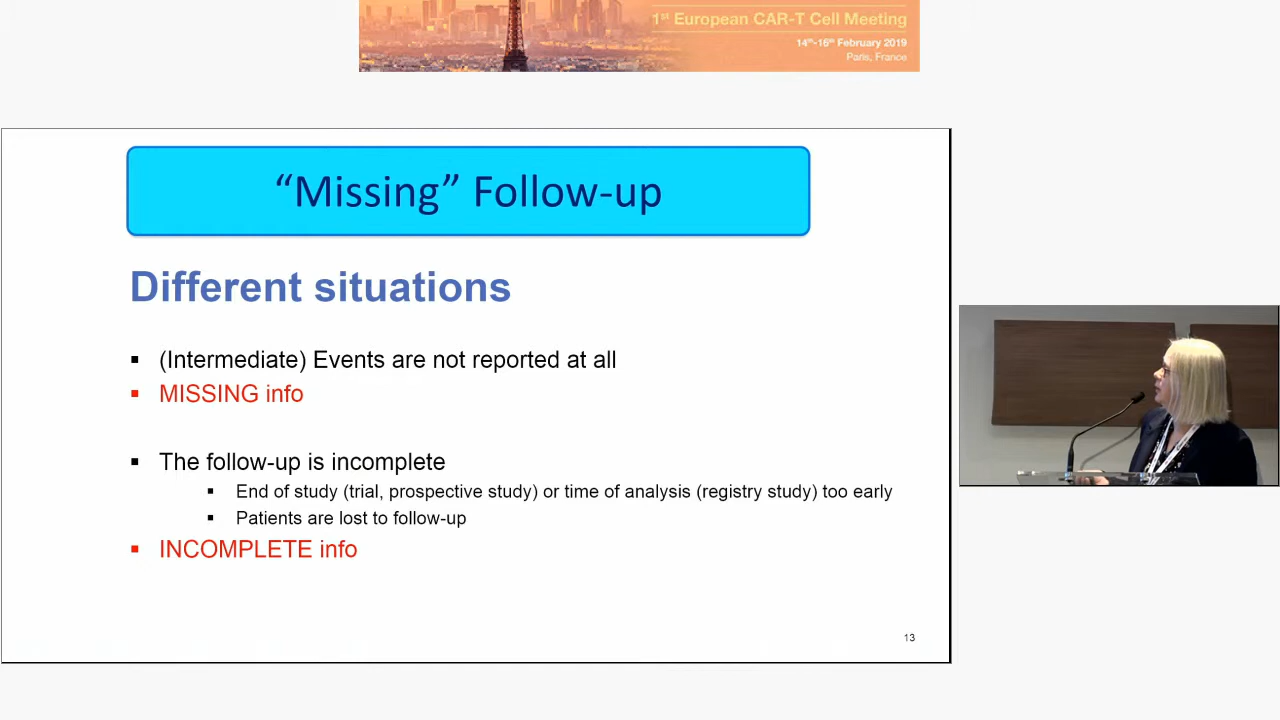 1st European CAR-T Cell Meeting
14th-16th February 2019
Paris, France
“Missing” Follow-up
Different situations
▪ (Intermediate) Events are not reported at all
▪ MISSING info
▪ The follow-up is incomplete
▪ End of study (trial, prospective study) or time of analysis (registry study) too early
▪ Patients are lost to follow-up
▪ INCOMPLETE info
13